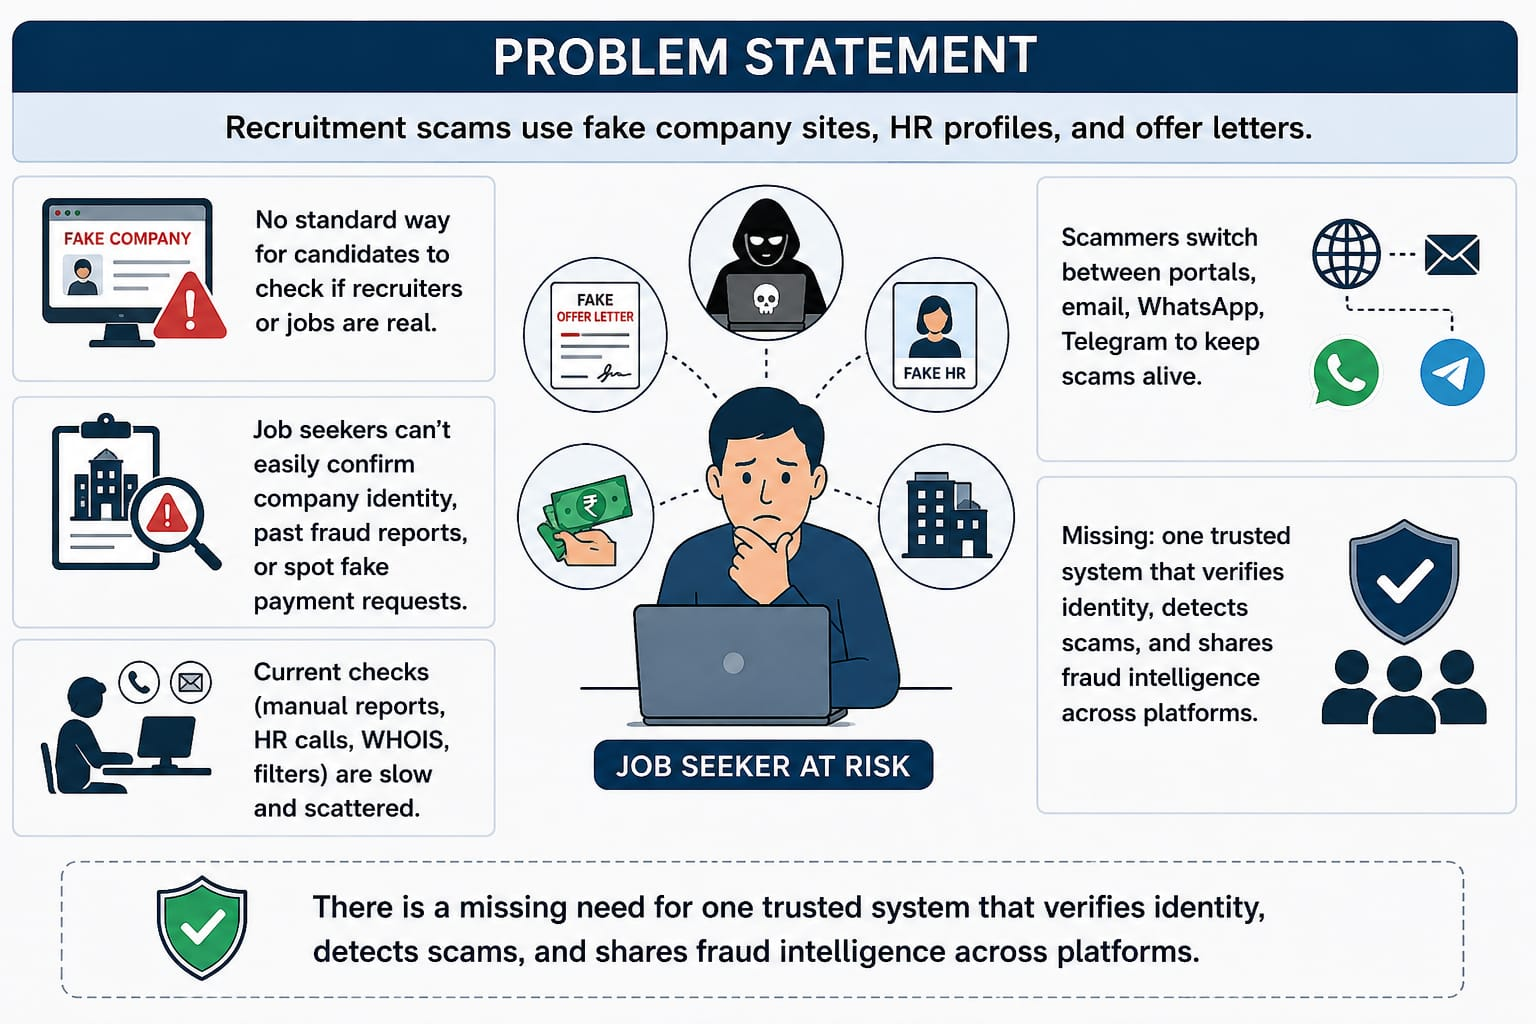 PROBLEM STATEMENT
Recruitment scams use fake company sites, HR profiles, and offer letters.
FAKE COMPANY
No standard way
for candidates to
check if recruiters
or jobs are real.
Job seekers can't
easily confirm
company identity,
past fraud reports,
or spot fake
payment requests.
Current checks
(manual reports,
HR calls, WHOIS,
filters) are slow
and scattered.
FAKE
OFFER LETTER
FAKE HR
₹
JOB SEEKER AT RISK
Scammers switch
between portals,
email, WhatsApp,
Telegram to keep
scams alive.
Missing: one trusted
system that verifies
identity, detects
scams, and shares
fraud intelligence
across platforms.
There is a missing need for one trusted system that verifies identity,
detects scams, and shares fraud intelligence across platforms.